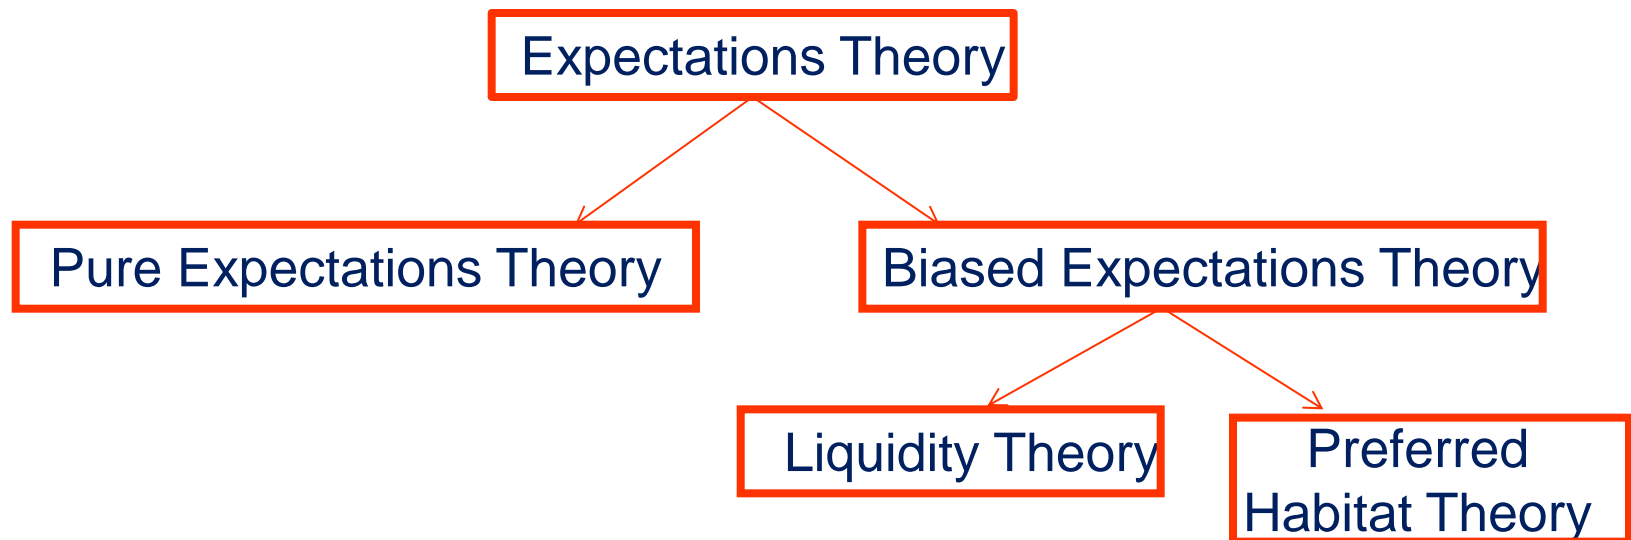 Expectations Theory
Pure Expectations Theory
Biased Expectations Theory
Liquidity Theory
Preferred
Habitat Theory